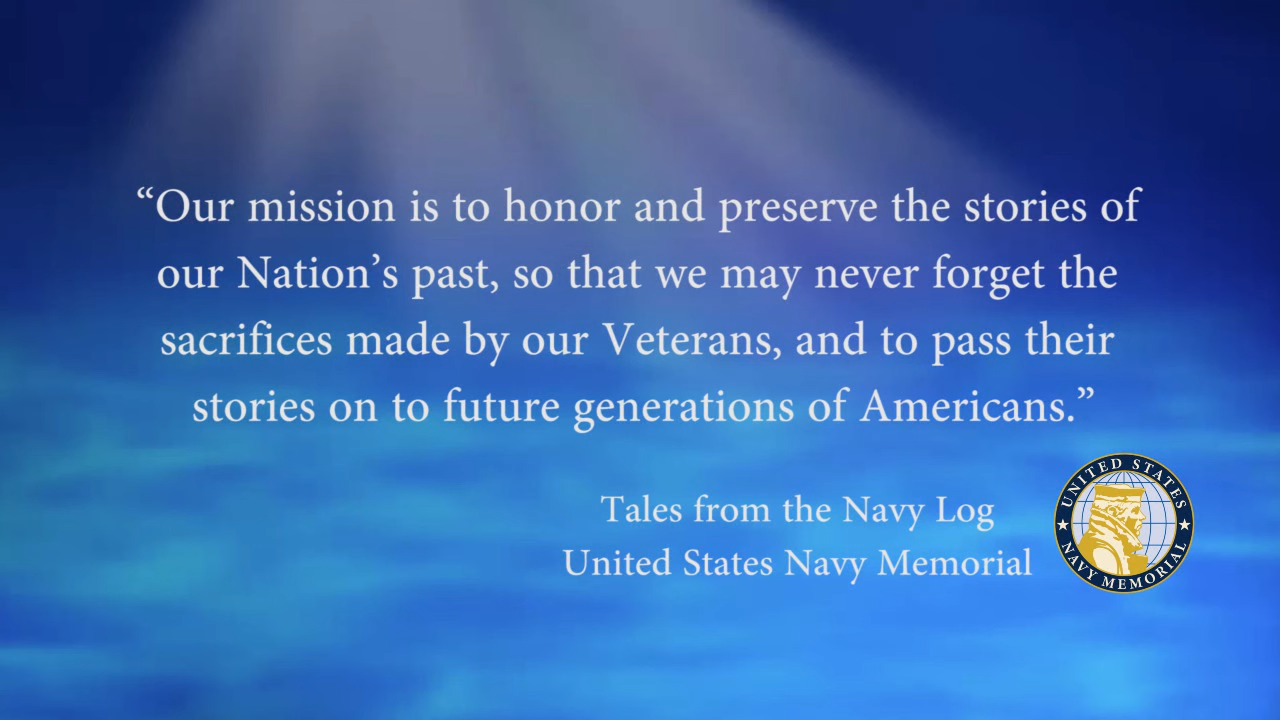 “Our mission is to honor and preserve the stories of
our Nation’s past, so that we may never forget the
sacrifices made by our Veterans, and to pass their
stories on to future generations of Americans.”
Tales from the Navy Log
United States Navy Memorial
UNITED STATES
NAVY MEMORIAL